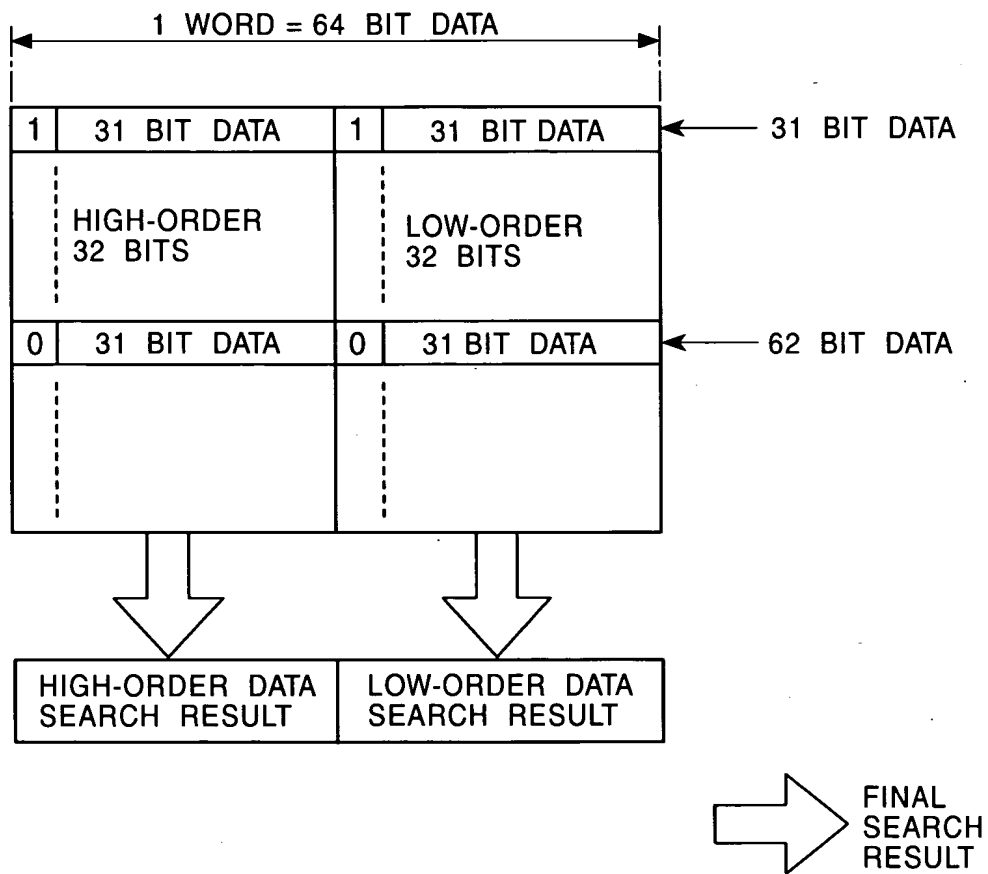 1 WORD = 64 BIT DATA
1 31 BIT DATA 1 31 BIT DATA 31 BIT DATA
HIGH-ORDER
32 BITS
LOW-ORDER
32 BITS
0 31 BIT DATA 0 31 BIT DATA 62 BIT DATA
HIGH-ORDER DATA
SEARCH RESULT
LOW-ORDER DATA
SEARCH RESULT
FINAL
SEARCH
RESULT